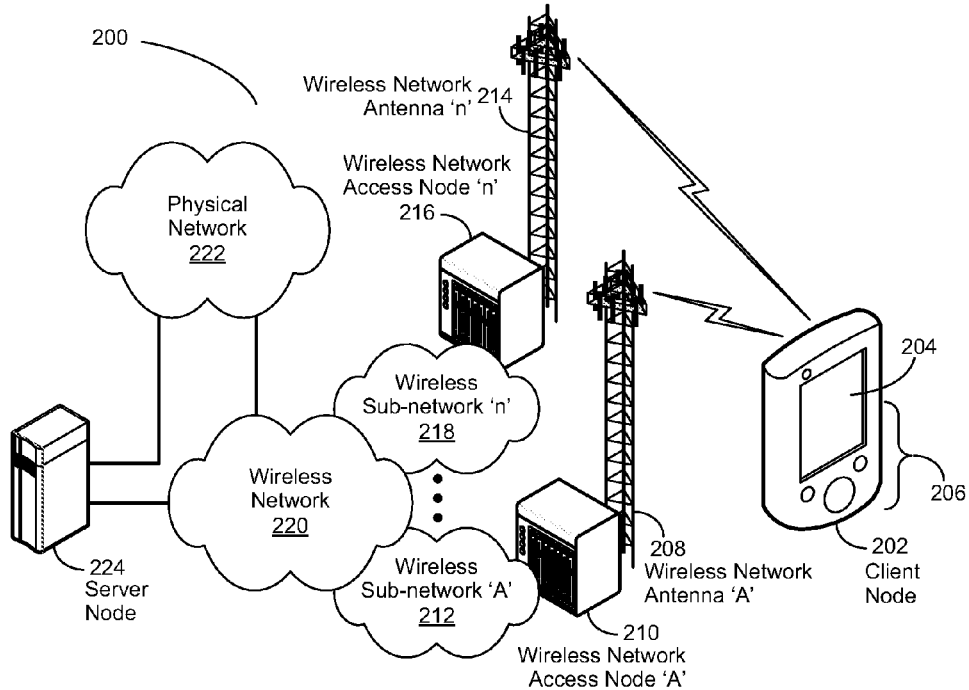 200
Wireless Network
Antenna ‘n’
214
Wireless Network
Access Node ‘n’
216
Physical
Network
222
204
Wireless
Sub-network ‘n’
218
206
Wireless
Network
220
202
Client
Node
208
Wireless Network
Antenna ‘A’
224
Server
Node
Wireless
Sub-network ‘A’
212
210
Wireless Network
Access Node ‘A’